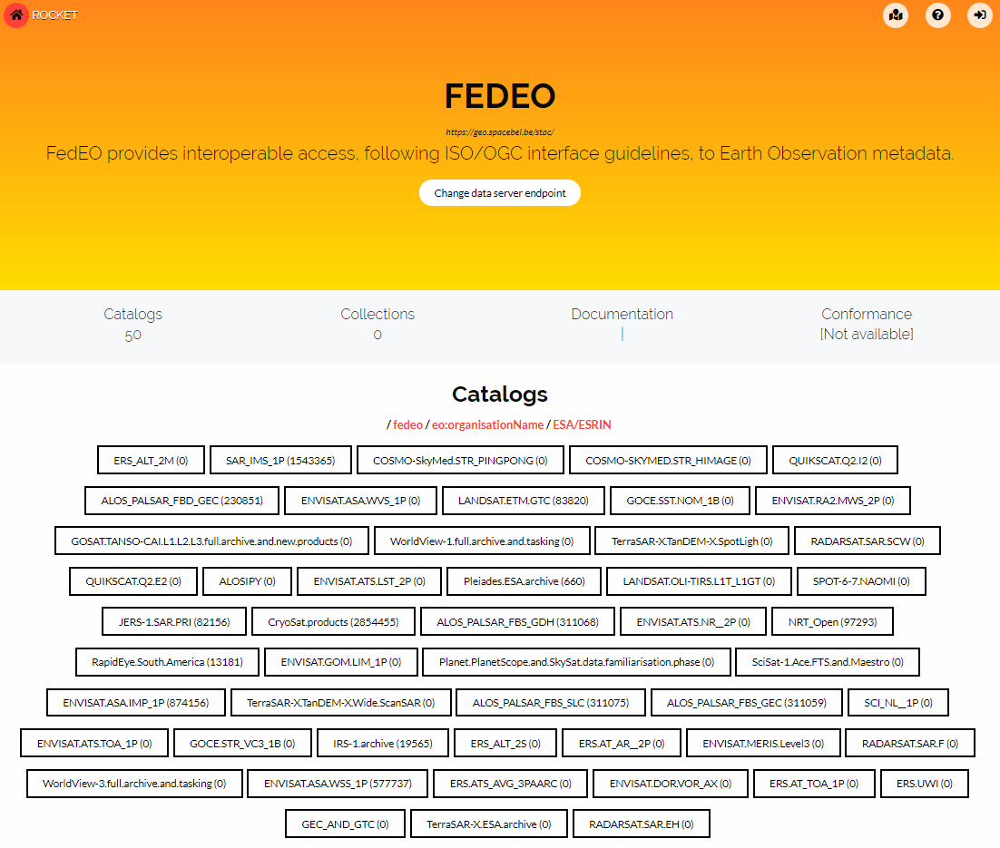 ROCKET
FEDEO
https://geo.spacebel.be/stac/
FedEO provides interoperable access, following ISO/OGC interface guidelines, to Earth Observation metadata.
Change data server endpoint
Catalogs Collections Documentation Conformance
50 0 | [Not available]
Catalogs
/ fedeo / eo:organisationName / ESA/ESRIN
ERS_ALT_2M (0) SAR_IMS_1P (1543365) COSMO-SkyMed.STR_PINGPONG (0) COSMO-SKYMED.STR_HIMAGE (0) QUIKSCAT.Q2.I2 (0)
ALOS_PALSAR_FBD_GEC (230851) ENVISAT.ASA.WVS_1P (0) LANDSAT.ETM.GTC (83820) GOCE.SST.NOM_1B (0) ENVISAT.RA2.MWS_2P (0)
GOSAT.TANSO-CAI.L1.L2.L3.full.archive.and.new.products (0) WorldView-1.full.archive.and.tasking (0) TerraSAR-X.TanDEM-X.SpotLigh (0) RADARSAT.SAR.SCW (0)
QUIKSCAT.Q2.E2 (0) ALOSIPY (0) ENVISAT.ATS.LST_2P (0) Pleiades.ESA.archive (660) LANDSAT.OLI-TIRS.L1T_L1GT (0) SPOT-6-7.NAOMI (0)
JERS-1.SAR.PRI (82156) CryoSat.products (2854455) ALOS_PALSAR_FBS_GDH (311068) ENVISAT.ATS.NR__2P (0) NRT_Open (97293)
RapidEye.South.America (13181) ENVISAT.GOM.LIM_1P (0) Planet.PlanetScope.and.SkySat.data.familiarisation.phase (0) SciSat-1.Ace.FTS.and.Maestro (0)
ENVISAT.ASA.IMP_1P (874156) TerraSAR-X.TanDEM-X.Wide.ScanSAR (0) ALOS_PALSAR_FBS_SLC (311075) ALOS_PALSAR_FBS_GEC (311059) SCI_NL__1P (0)
ENVISAT.ATS.TOA_1P (0) GOCE.STR_VC3_1B (0) IRS-1.archive (19565) ERS_ALT_2S (0) ERS.AT_AR__2P (0) ENVISAT.MERIS.Level3 (0) RADARSAT.SAR.F (0)
WorldView-3.full.archive.and.tasking (0) ENVISAT.ASA.WSS_1P (577737) ERS.ATS_AVG_3PAARC (0) ENVISAT.DOR.VOR_AX (0) ERS.AT_TOA_1P (0) ERS.UWI (0)
GEC_AND_GTC (0) TerraSAR-X.ESA.archive (0) RADARSAT.SAR.EH (0)